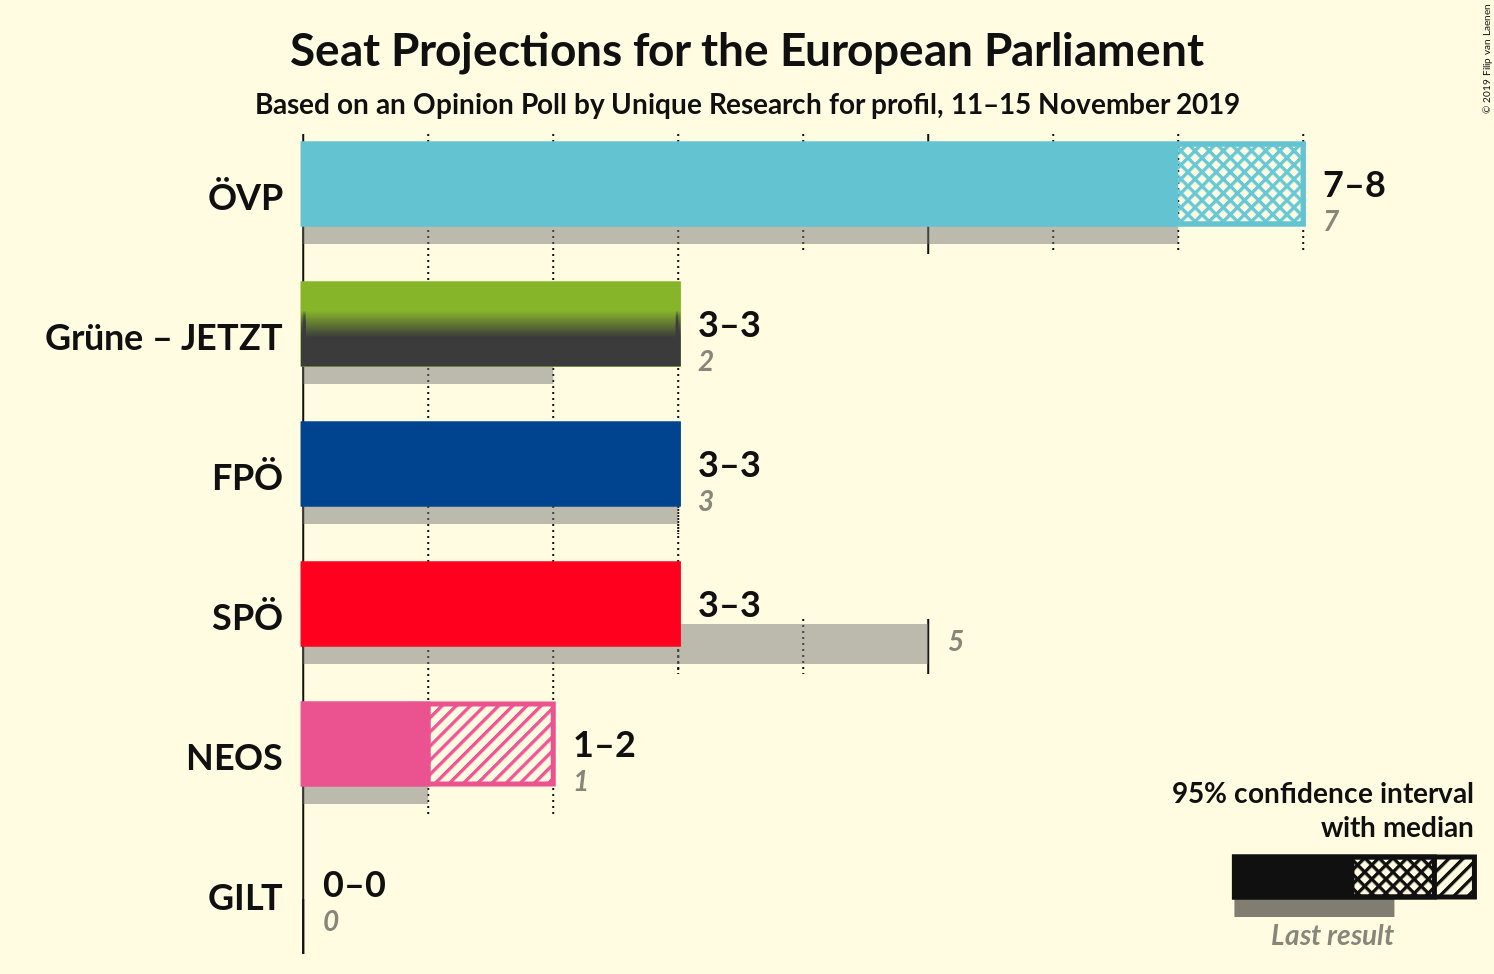 Seat Projections for the European Parliament
Based on an Opinion Poll by Unique Research for profil, 11–15 November 2019
© 2019 Filip van Laenen
ÖVP
7–8
7
Grüne – JETZT
3–3
2
FPÖ
3–3
3
SPÖ
3–3
5
NEOS
1–2
1
GILT
0–0
0
95% confidence interval
with median
Last result